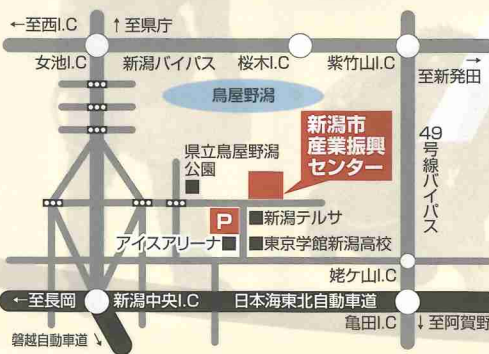 ←至西I.C
↑至県庁
女池I.C
新潟バイパス
桜木I.C
紫竹山I.C
→
至新発田
鳥屋野潟
新潟市
産業振興
センター
49号線バイパス
県立鳥屋野潟
公園
P
新潟テルサ
アイスアリーナ
東京学館新潟高校
姥ケ山I.C
←至長岡
新潟中央I.C
日本海東北自動車道
亀田I.C
↓至阿賀野
磐越自動車道↘